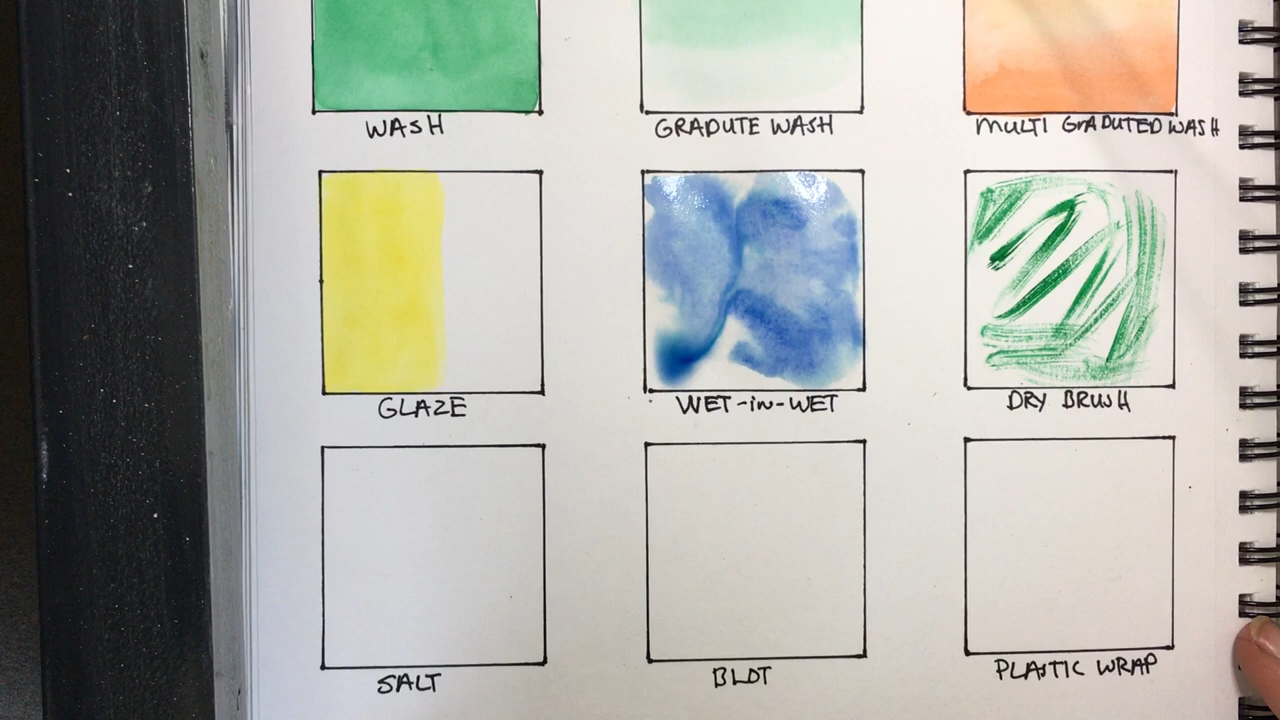 WASH
GRADUTE WASH
MULTI GRADUTED WASH
GLAZE
WET-in-WET
DRY BRUSH
SALT
BLOT
PLASTIC WRAP